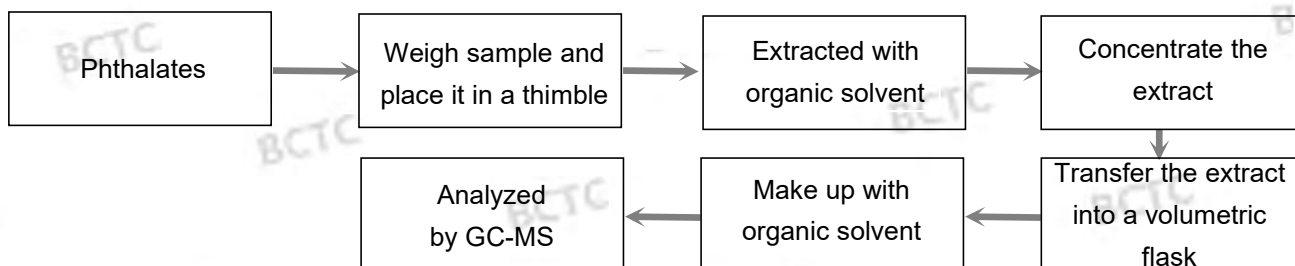 BCTC
Phthalates
Weigh sample and
place it in a thimble
Extracted with
organic solvent
Concentrate the
extract
BCTC
BCTC
Transfer the extract
into a volumetric
flask
BCTC
Make up with
organic solvent
Analyzed
by GC-MS
BCTC